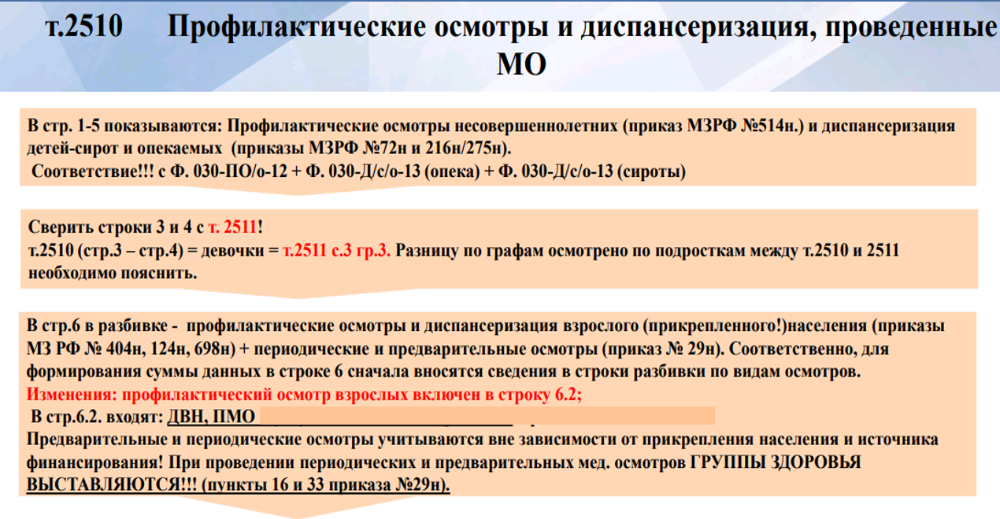 т.2510 Профилактические осмотры и диспансеризация, проведенные
МО
В стр. 1-5 показываются: Профилактические осмотры несовершеннолетних (приказ МЗРФ №514н.) и диспансеризация
детей-сирот и опекаемых (приказы МЗРФ №72н и 216н/275н).
Соответствие!!! с Ф. 030-ПО/о-12 + Ф. 030-Д/с/о-13 (опека) + Ф. 030-Д/с/о-13 (сироты)
Сверить строки 3 и 4 с т. 2511!
т.2510 (стр.3 – стр.4) = девочки = т.2511 с.3 гр.3. Разницу по графам осмотрено по подросткам между т.2510 и 2511
необходимо пояснить.
В стр.6 в разбивке - профилактические осмотры и диспансеризация взрослого (прикрепленного!)населения (приказы
МЗ РФ № 404н, 124н, 698н) + периодические и предварительные осмотры (приказ № 29н). Соответственно, для
формирования суммы данных в строке 6 сначала вносятся сведения в строки разбивки по видам осмотров.
Изменения: профилактический осмотр взрослых включен в строку 6.2;
В стр.6.2. входят: ДВН, ПМО
Предварительные и периодические осмотры учитываются вне зависимости от прикрепления населения и источника
финансирования! При проведении периодических и предварительных мед. осмотров ГРУППЫ ЗДОРОВЬЯ
ВЫСТАВЛЯЮТСЯ!!! (пункты 16 и 33 приказа №29н).